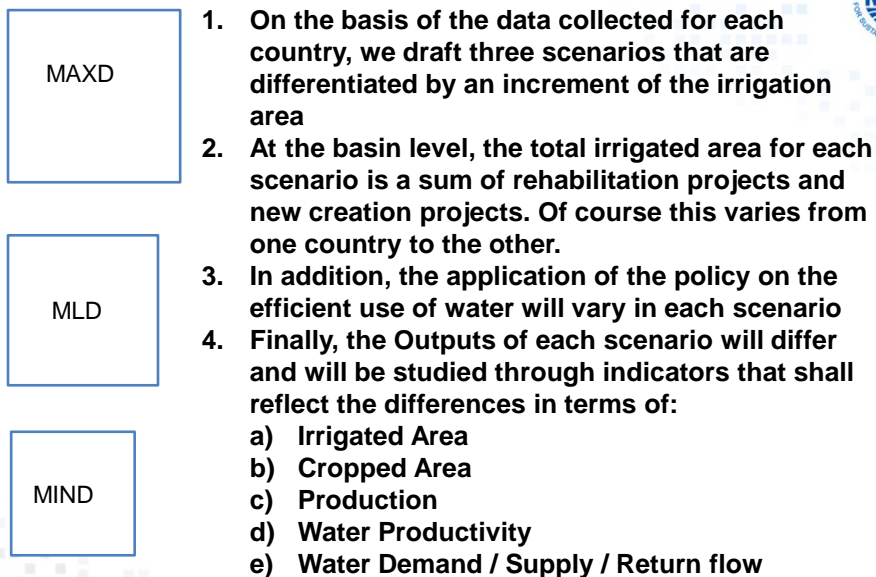 MAXD
1. On the basis of the data collected for each
country, we draft three scenarios that are
differentiated by an increment of the irrigation
area
2. At the basin level, the total irrigated area for each
scenario is a sum of rehabilitation projects and
new creation projects. Of course this varies from
one country to the other.
MLD
3. In addition, the application of the policy on the
efficient use of water will vary in each scenario
4. Finally, the Outputs of each scenario will differ
and will be studied through indicators that shall
reflect the differences in terms of:
MIND
a) Irrigated Area
b) Cropped Area
c) Production
d) Water Productivity
e) Water Demand / Supply / Return flow